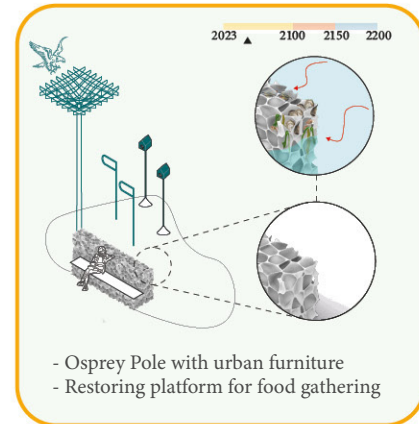 2023 2100 2150 2200
- Osprey Pole with urban furniture
- Restoring platform for food gathering